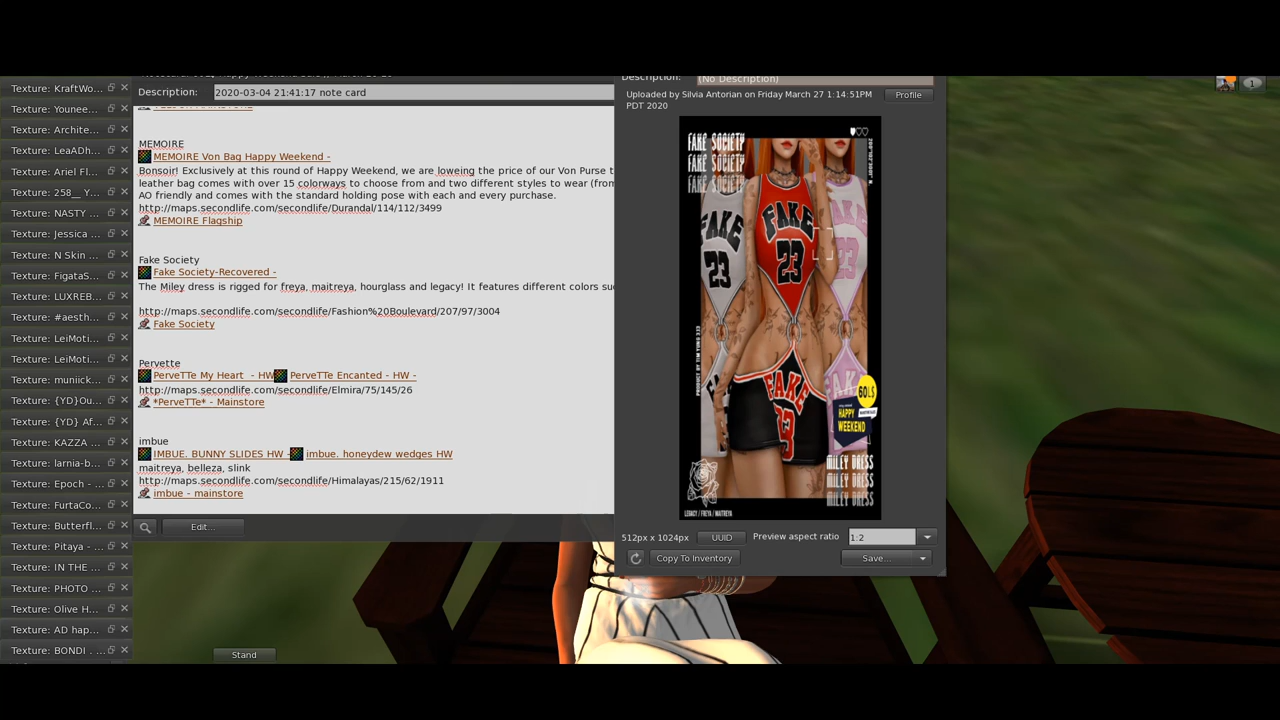 Texture: KraftWo...
Texture: Younee...
Texture: Archite...
Texture: LeaADh...
Texture: Ariel Fl...
Texture: 258__ Y...
Texture: NASTY ...
Texture: Jessica ...
Texture: N Skin ...
Texture: FigataS...
Texture: LUXREB...
Texture: #aesth...
Texture: LeiMoti...
Texture: LeiMoti...
Texture: muniick...
Texture: {YD}Ou...
Texture: {YD} Af...
Texture: KAZZA ...
Texture: larnia-b...
Texture: Epoch - ...
Texture: FurtaCo...
Texture: Butterfl...
Texture: Pitaya - ...
Texture: IN THE ...
Texture: PHOTO ...
Texture: Olive H...
Texture: AD hap...
Texture: BONDI . ...
Description: 2020-03-04 21:41:17 note card
MEMOIRE
MEMOIRE Von Bag Happy Weekend -
Bonsoir! Exclusively at this round of Happy Weekend, we are lowering the price of our Von Purse t
leather bag comes with over 15 colorways to choose from and two different styles to wear (from
AO friendly and comes with the standard holding pose with each and every purchase.
http://maps.secondlife.com/secondlife/Durandal/114/112/3499
MEMOIRE Flagship
Fake Society
Fake Society-Recovered -
The Miley dress is rigged for freya, maitreya, hourglass and legacy! It features different colors suc
http://maps.secondlife.com/secondlife/Fashion%20Boulevard/207/97/3004
Fake Society
Pervette
PerveTTe My Heart - HW PerveTTe Encanted - HW -
http://maps.secondlife.com/secondlife/Elmira/75/145/26
*PerveTTe* - Mainstore
imbue
IMBUE. BUNNY SLIDES HW - imbue. honeydew wedges HW
maitreya, belleza, slink
http://maps.secondlife.com/secondlife/Himalayas/215/62/1911
imbue - mainstore
Edit...
Stand
Description: (No Description)
Uploaded by Silvia Antorian on Friday March 27 1:14:51PM
PDT 2020
Profile
FAKE SOCIETY
FAKE SOCIETY
FAKE SOCIETY
FAKE
23
FAKE
23
FAKE
23
60L$
HAPPY
WEEKEND
MILEY DRESS
MILEY DRESS
MILEY DRESS
LEGACY / FREYA / MAITREYA
512px x 1024px
UUID
Preview aspect ratio
1:2
Copy To Inventory
Save...
1